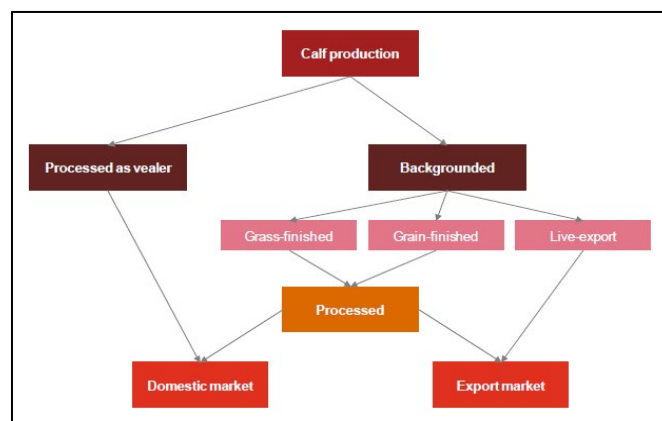 Calf production
Processed as vealer
Backgrounded
Grass-finished
Grain-finished
Live-export
Processed
Domestic market
Export market